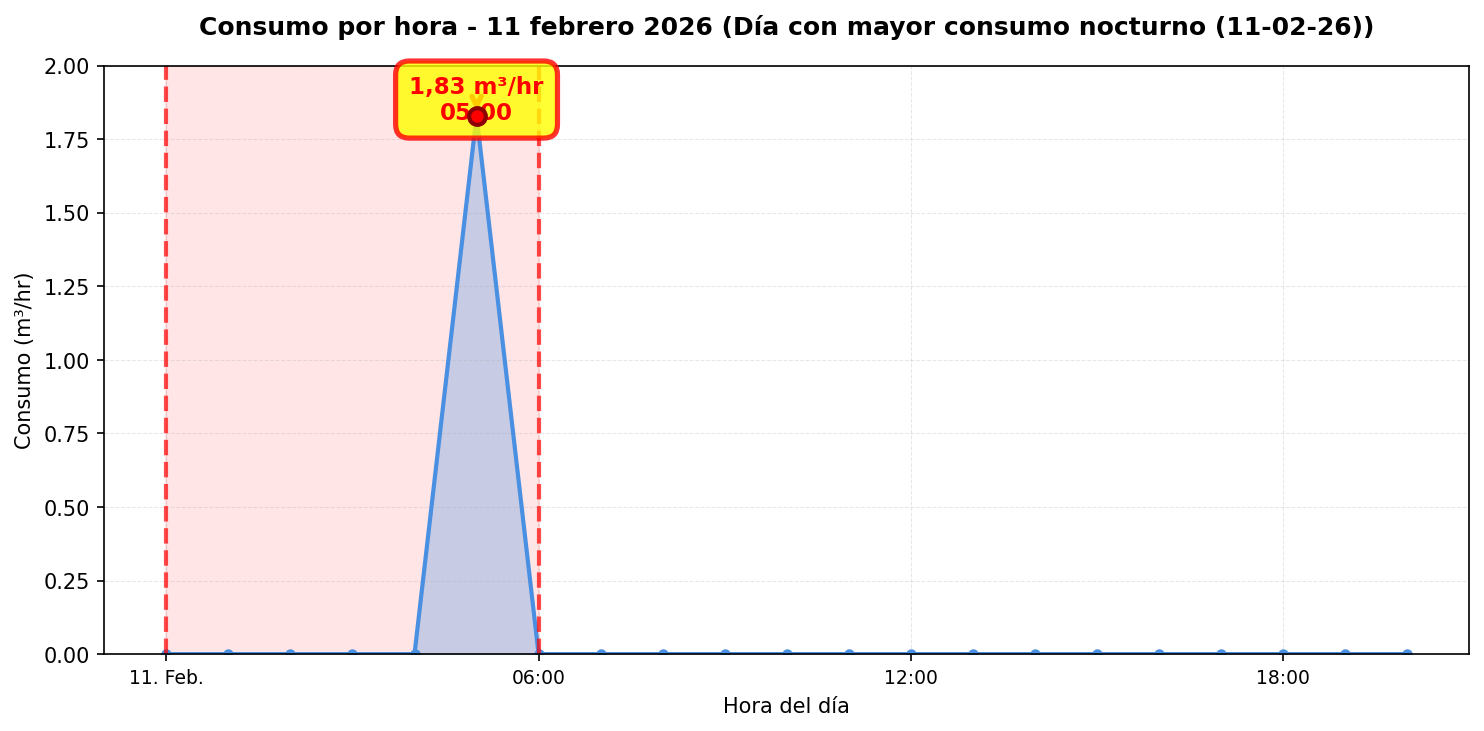 Consumo por hora - 11 febrero 2026 (Día con mayor consumo nocturno (11-02-26))
1,83 m³/hr
05:00
2.00
1.75
1.50
1.25
1.00
0.75
0.50
0.25
0.00
Consumo (m³/hr)
11. Feb.
06:00
12:00
18:00
Hora del día